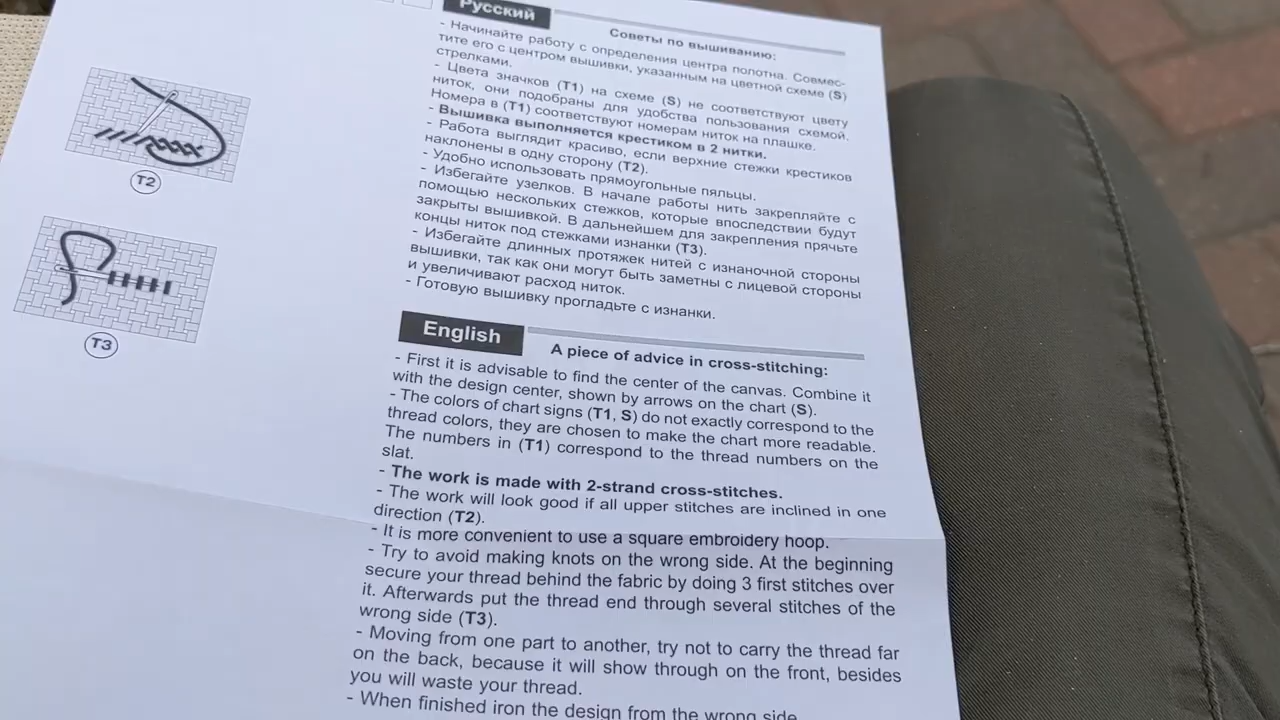 Русский
Советы по вышиванию:
- Начинайте работу с определения центра полотна. Совмес-
тите его с центром вышивки, указанным на цветной схеме (S)
стрелками.
- Цвета значков (T1) на схеме (S) не соответствуют цвету
ниток, они подобраны для удобства пользования схемой.
Номера в (T1) соответствуют номерам ниток на плашке.
- Вышивка выполняется крестиком в 2 нитки.
- Работа выглядит красиво, если верхние стежки крестиков
наклонены в одну сторону (T2).
- Удобно использовать прямоугольные пяльцы.
- Избегайте узелков. В начале работы нить закрепляйте с
помощью нескольких стежков, которые впоследствии будут
закрыты вышивкой. В дальнейшем для закрепления прячьте
концы ниток под стежками изнанки (T3).
- Избегайте длинных протяжек нитей с изнаночной стороны
вышивки, так как они могут быть заметны с лицевой стороны
и увеличивают расход ниток.
- Готовую вышивку прогладьте с изнанки.
T2
T3
English
A piece of advice in cross-stitching:
- First it is advisable to find the center of the canvas. Combine it
with the design center, shown by arrows on the chart (S).
- The colors of chart signs (T1, S) do not exactly correspond to the
thread colors, they are chosen to make the chart more readable.
The numbers in (T1) correspond to the thread numbers on the
slat.
- The work is made with 2-strand cross-stitches.
- The work will look good if all upper stitches are inclined in one
direction (T2).
- It is more convenient to use a square embroidery hoop.
- Try to avoid making knots on the wrong side. At the beginning
secure your thread behind the fabric by doing 3 first stitches over
it. Afterwards put the thread end through several stitches of the
wrong side (T3).
- Moving from one part to another, try not to carry the thread far
on the back, because it will show through on the front, besides
you will waste your thread.
- When finished iron the design from the wrong side